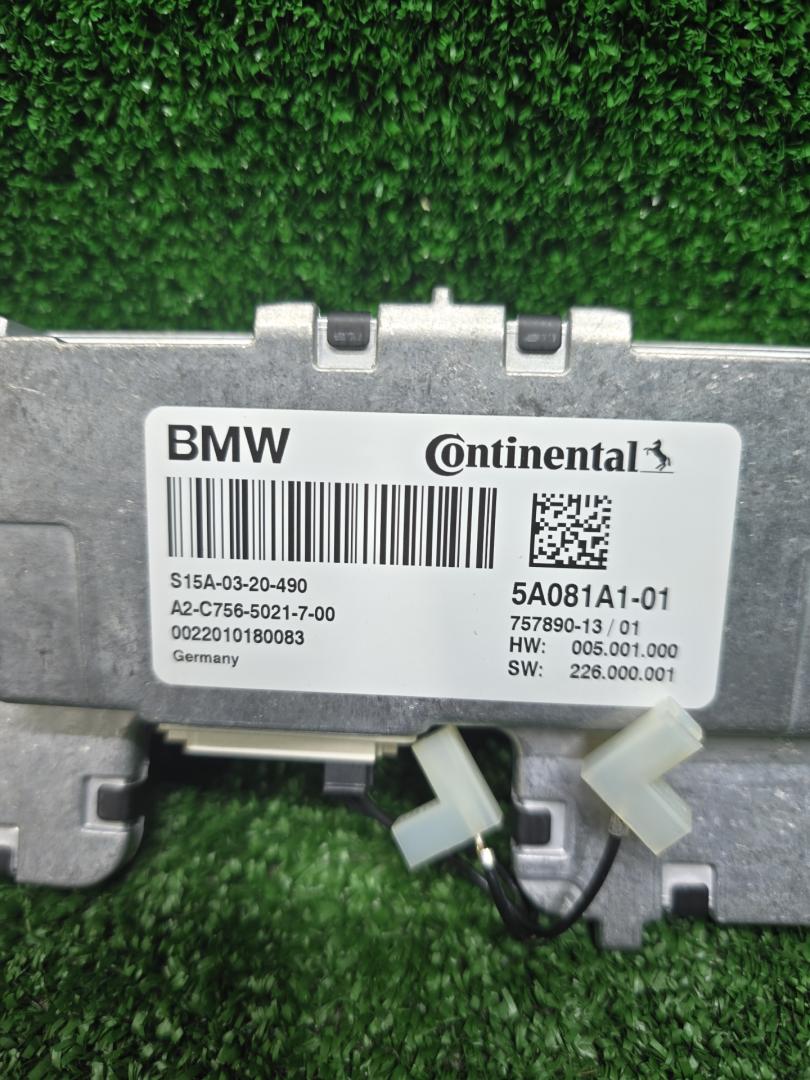 BMW
Continental
S15A-03-20-490
A2-C756-5021-7-00
0022010180083
Germany
5A081A1-01
757890-13 / 01
HW: 005.001.000
SW: 226.000.001